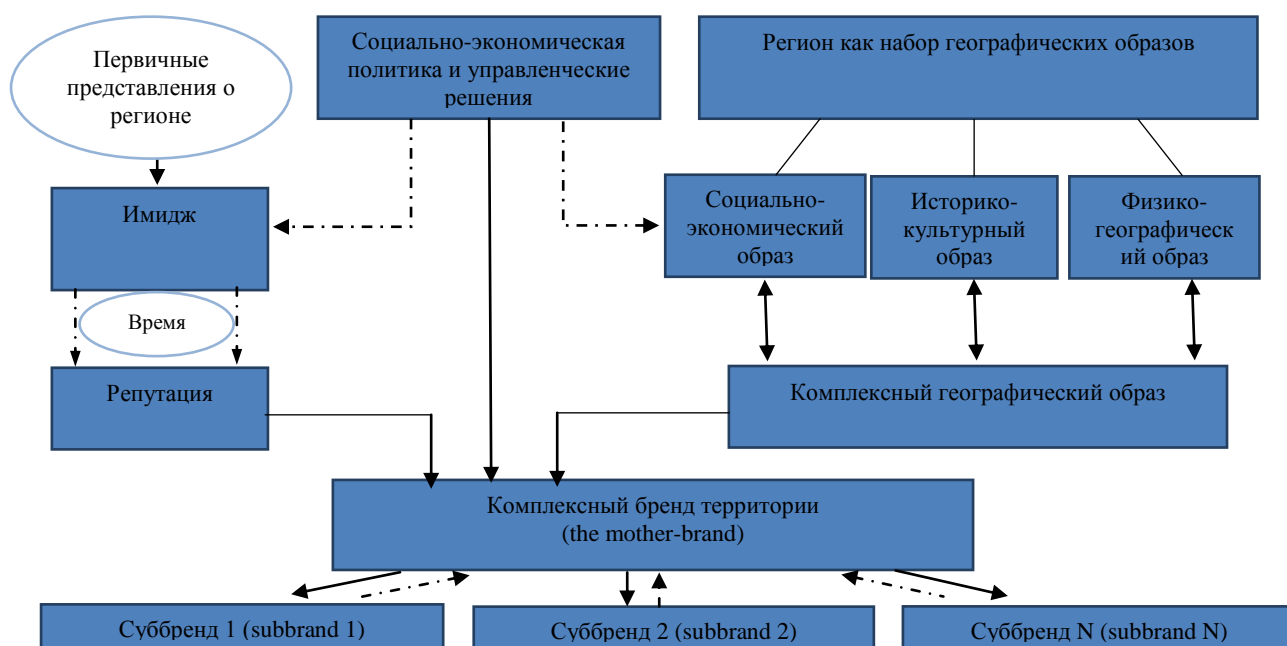 Первичные
представления о
регионе
Социально-экономическая
политика и управленческие
решения
Регион как набор географических образов
Имидж
Социально-
экономический
образ
Историко-
культурный
образ
Физико-
географическ
ий образ
Время
Репутация
Комплексный географический образ
Комплексный бренд территории
(the mother-brand)
Суббренд 1 (subbrand 1)
Суббренд 2 (subbrand 2)
Суббренд N (subbrand N)